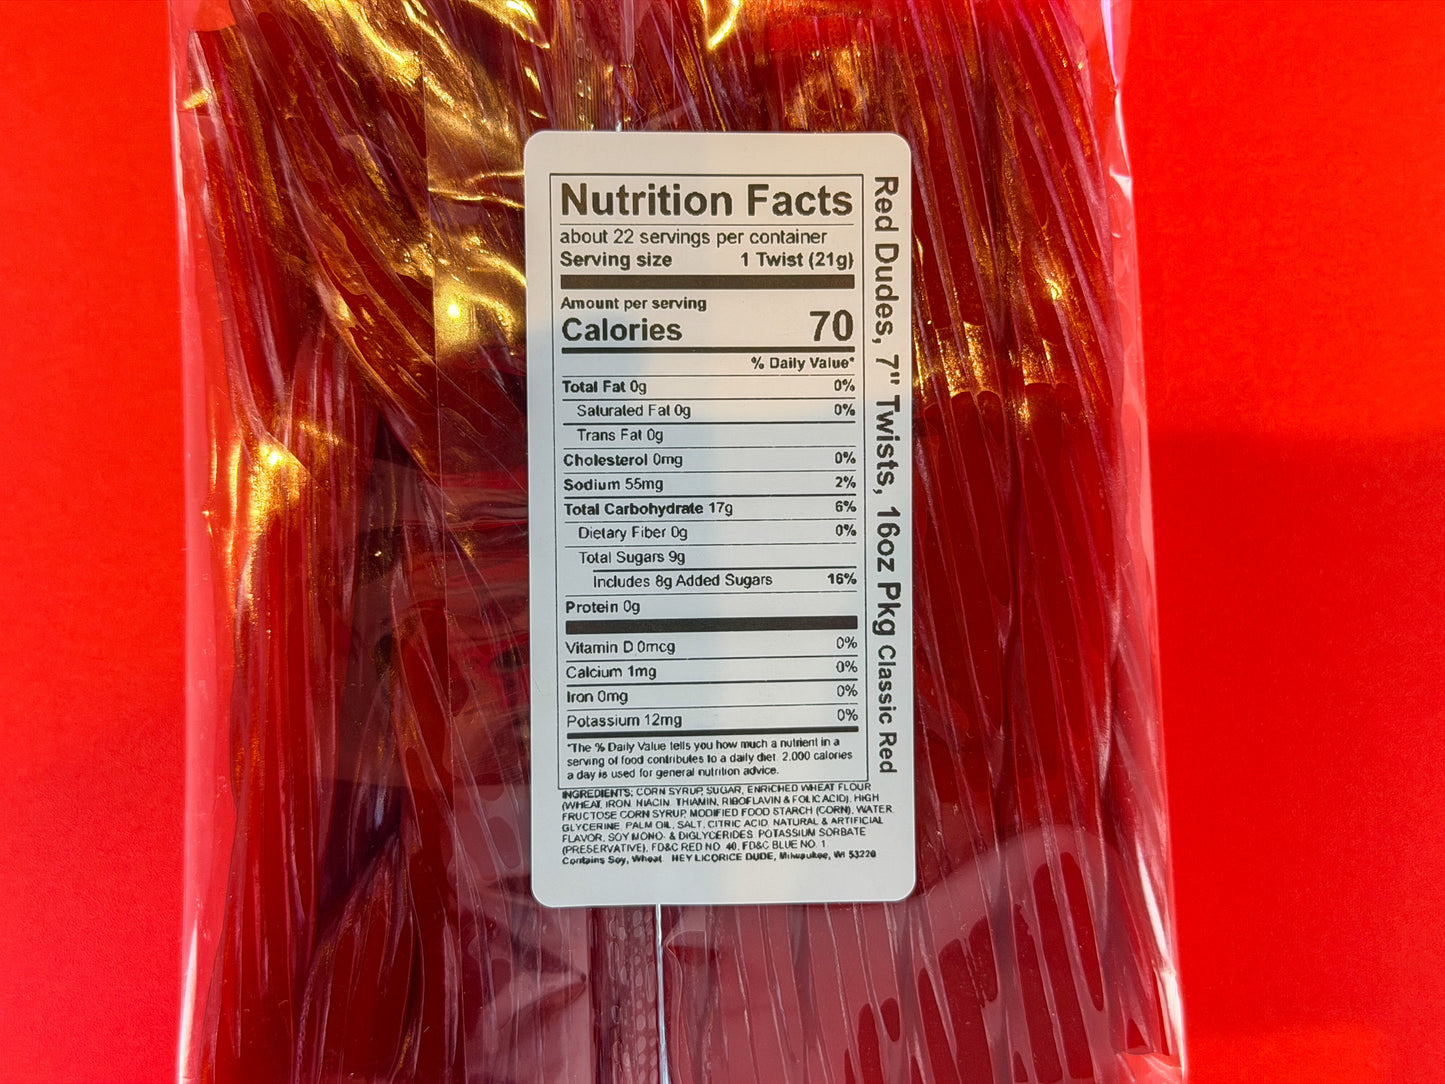 Nutrition Facts
about 22 servings per container
Serving size 1 Twist (21g)
Amount per serving
Calories 70
% Daily Value*
Total Fat 0g 0%
Saturated Fat 0g 0%
Trans Fat 0g
Cholesterol 0mg 0%
Sodium 55mg 2%
Total Carbohydrate 17g 6%
Dietary Fiber 0g 0%
Total Sugars 9g
Includes 8g Added Sugars 16%
Protein 0g
Vitamin D 0mcg 0%
Calcium 1mg 0%
Iron 0mg 0%
Potassium 12mg 0%
*The % Daily Value tells you how much a nutrient in a
serving of food contributes to a daily diet. 2,000 calories
a day is used for general nutrition advice.
INGREDIENTS: CORN SYRUP, SUGAR, ENRICHED WHEAT FLOUR
(WHEAT, IRON, NIACIN, THIAMIN, RIBOFLAVIN & FOLIC ACID), HIGH
FRUCTOSE CORN SYRUP, MODIFIED FOOD STARCH (CORN), WATER,
GLYCERINE, PALM OIL, SALT, CITRIC ACID, NATURAL & ARTIFICIAL
FLAVOR, SOY MONO- & DIGLYCERIDES, POTASSIUM SORBATE
(PRESERVATIVE), FD&C RED NO. 40, FD&C BLUE NO. 1.
Contains Soy, Wheat. HEY LICORICE DUDE, Milwaukee, WI 53220
Red Dudes, 7" Twists, 16oz Pkg Classic Red